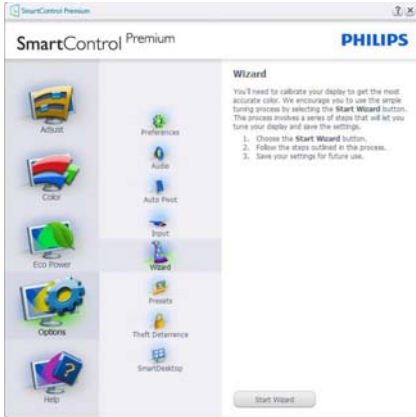 SmartControl Premium
SmartControl Premium
PHILIPS
Adjust
Color
Eco Power
Options
Help
Preferences
Audio
Auto Pivot
Input
Wizard
Presets
Theft Deterrence
SmartDesktop
Wizard
You'll need to calibrate your display to get the most
accurate color. We encourage you to use the simple
tuning process by selecting the Start Wizard button.
This process involves a series of steps that will let you
tune your display and save the settings.
1. Choose the Start Wizard button.
2. Follow the steps outlined in the process.
3. Save your settings for future use.
Start Wizard